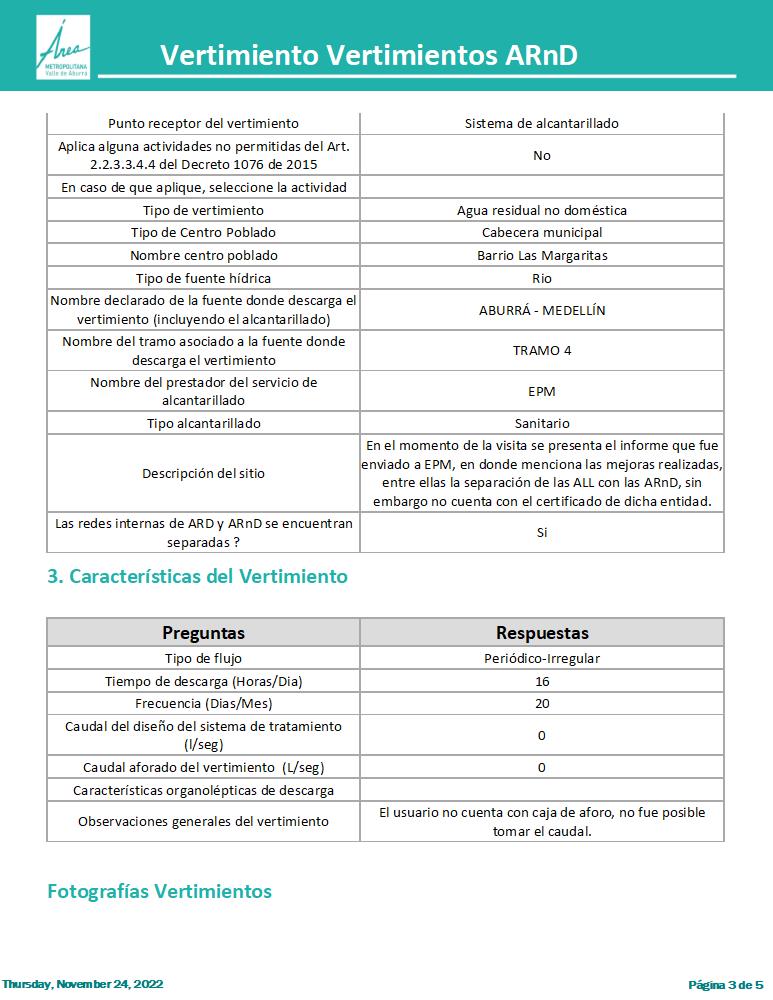 Área
METROPOLITANA
Valle de Aburrá
Vertimiento Vertimientos ARnD
Punto receptor del vertimiento
Sistema de alcantarillado
Aplica alguna actividades no permitidas del Art.
2.2.3.3.4.4 del Decreto 1076 de 2015
No
En caso de que aplique, seleccione la actividad
Tipo de vertimiento
Agua residual no doméstica
Tipo de Centro Poblado
Cabecera municipal
Nombre centro poblado
Barrio Las Margaritas
Tipo de fuente hídrica
Rio
Nombre declarado de la fuente donde descarga el
vertimiento (incluyendo el alcantarillado)
ABURRÁ - MEDELLÍN
Nombre del tramo asociado a la fuente donde
descarga el vertimiento
TRAMO 4
Nombre del prestador del servicio de
alcantarillado
EPM
Tipo alcantarillado
Sanitario
Descripción del sitio
En el momento de la visita se presenta el informe que fue
enviado a EPM, en donde menciona las mejoras realizadas,
entre ellas la separación de las ALL con las ARnD, sin
embargo no cuenta con el certificado de dicha entidad.
Las redes internas de ARD y ARnD se encuentran
separadas ?
Si
3. Características del Vertimiento
Preguntas
Respuestas
Tipo de flujo
Periódico-Irregular
Tiempo de descarga (Horas/Dia)
16
Frecuencia (Dias/Mes)
20
Caudal del diseño del sistema de tratamiento
(l/seg)
0
Caudal aforado del vertimiento (L/seg)
0
Características organolépticas de descarga
Observaciones generales del vertimiento
El usuario no cuenta con caja de aforo, no fue posible
tomar el caudal.
Fotografías Vertimientos
Thursday, November 24, 2022
Página 3 de 5